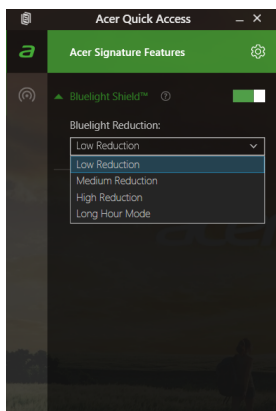 Acer Quick Access
a
Acer Signature Features
Bluelight Shield™
Bluelight Reduction:
Low Reduction
Low Reduction
Medium Reduction
High Reduction
Long Hour Mode
acer